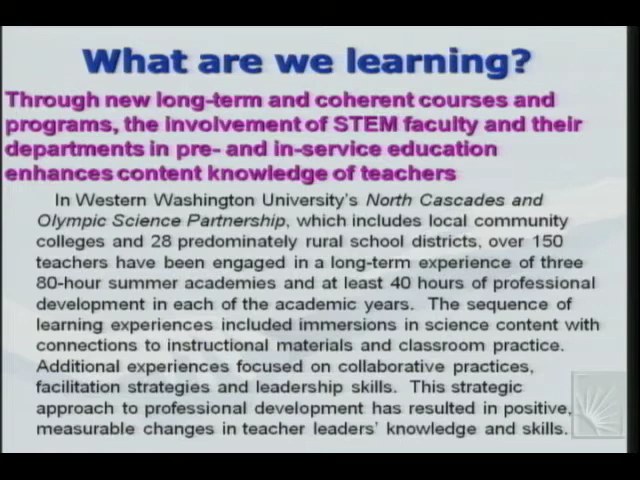 What are we learning?
Through new long-term and coherent courses and
programs, the involvement of STEM faculty and their
departments in pre- and in-service education
enhances content knowledge of teachers
In Western Washington University's North Cascades and
Olympic Science Partnership, which includes local community
colleges and 28 predominately rural school districts, over 150
teachers have been engaged in a long-term experience of three
80-hour summer academies and at least 40 hours of professional
development in each of the academic years. The sequence of
learning experiences included immersions in science content with
connections to instructional materials and classroom practice.
Additional experiences focused on collaborative practices,
facilitation strategies and leadership skills. This strategic
approach to professional development has resulted in positive,
measurable changes in teacher leaders' knowledge and skills.